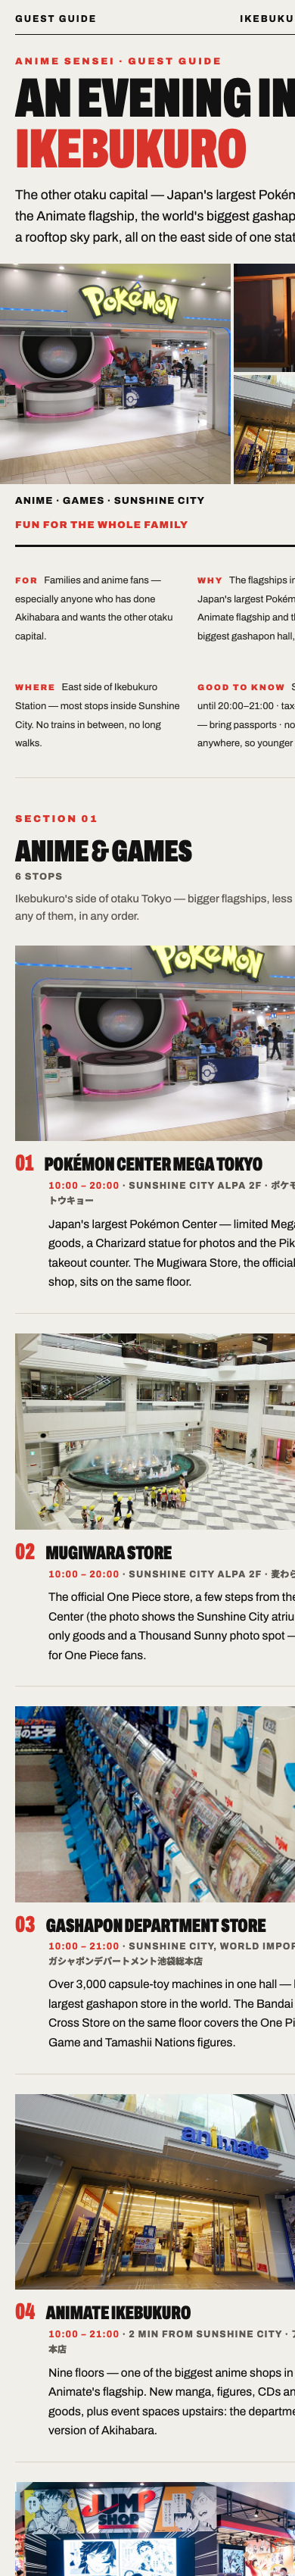 GUEST GUIDE
IKEBUKU
ANIME SENSEI · GUEST GUIDE
AN EVENING IN
IKEBUKURO
The other otaku capital — Japan's largest Pokém
the Animate flagship, the world's biggest gashap
a rooftop sky park, all on the east side of one stat
Pokémon
ANIME · GAMES · SUNSHINE CITY
FUN FOR THE WHOLE FAMILY
FOR Families and anime fans —
especially anyone who has done
Akihabara and wants the other otaku
capital.
WHY The flagships in
Japan's largest Pokém
Animate flagship and th
biggest gashapon hall,
WHERE East side of Ikebukuro
Station — most stops inside Sunshine
City. No trains in between, no long
walks.
GOOD TO KNOW S
until 20:00–21:00 · tax
— bring passports · no
anywhere, so younger
SECTION 01
ANIME & GAMES
6 STOPS
Ikebukuro's side of otaku Tokyo — bigger flagships, less
any of them, in any order.
Pokémon
01 POKÉMON CENTER MEGA TOKYO
10:00 – 20:00 · SUNSHINE CITY ALPA 2F · ポケモ
トウキョー
Japan's largest Pokémon Center — limited Mega
goods, a Charizard statue for photos and the Pik
takeout counter. The Mugiwara Store, the official
shop, sits on the same floor.
02 MUGIWARA STORE
10:00 – 20:00 · SUNSHINE CITY ALPA 2F · 麦わら
The official One Piece store, a few steps from the
Center (the photo shows the Sunshine City atriu
only goods and a Thousand Sunny photo spot —
for One Piece fans.
03 GASHAPON DEPARTMENT STORE
10:00 – 21:00 · SUNSHINE CITY, WORLD IMPOR
ガシャポンデパートメント池袋総本店
Over 3,000 capsule-toy machines in one hall —
largest gashapon store in the world. The Bandai
Cross Store on the same floor covers the One Pi
Game and Tamashii Nations figures.
animate
04 ANIMATE IKEBUKURO
10:00 – 21:00 · 2 MIN FROM SUNSHINE CITY · ア
本店
Nine floors — one of the biggest anime shops in
Animate's flagship. New manga, figures, CDs an
goods, plus event spaces upstairs: the departme
version of Akihabara.
JUMP
SHOP